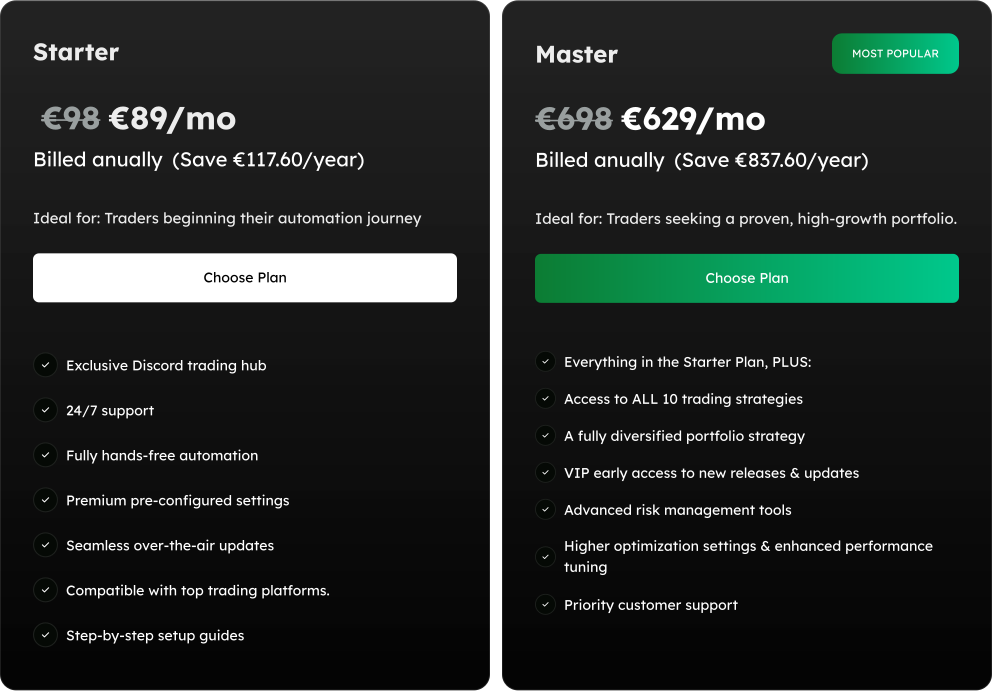 Starter
€98 €89/mo
Billed anually (Save €117.60/year)
Ideal for: Traders beginning their automation journey
Choose Plan
Exclusive Discord trading hub
24/7 support
Fully hands-free automation
Premium pre-configured settings
Seamless over-the-air updates
Compatible with top trading platforms.
Step-by-step setup guides
Master
MOST POPULAR
€698 €629/mo
Billed anually (Save €837.60/year)
Ideal for: Traders seeking a proven, high-growth portfolio.
Choose Plan
Everything in the Starter Plan, PLUS:
Access to ALL 10 trading strategies
A fully diversified portfolio strategy
VIP early access to new releases & updates
Advanced risk management tools
Higher optimization settings & enhanced performance
tuning
Priority customer support